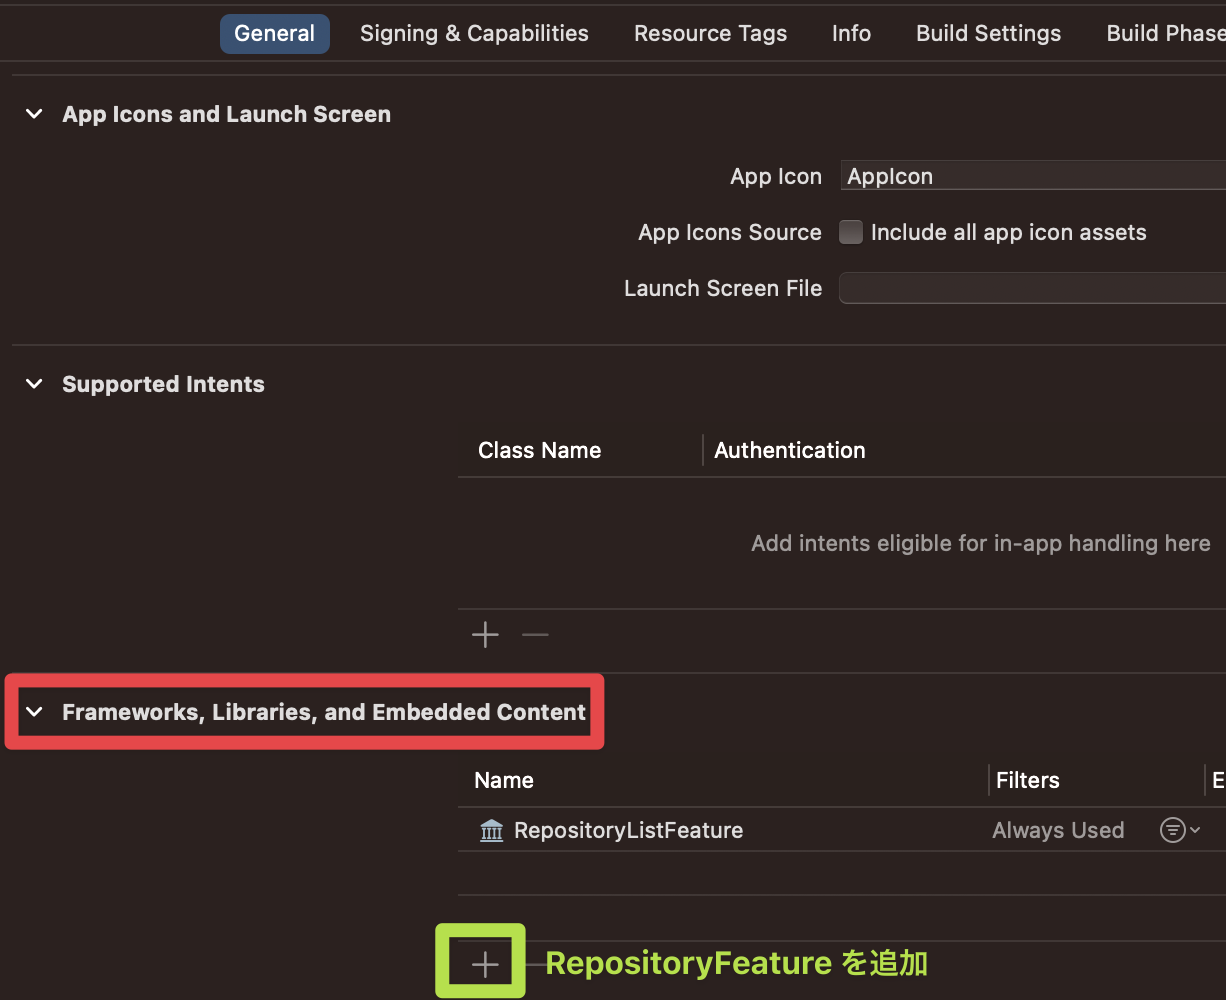 General Signing & Capabilities Resource Tags Info Build Settings Build Phase
App Icons and Launch Screen
App Icon AppIcon
App Icons Source Include all app icon assets
Launch Screen File
Supported Intents
Class Name Authentication
Add intents eligible for in-app handling here
Frameworks, Libraries, and Embedded Content
Name Filters E
RepositoryListFeature Always Used
RepositoryFeature を追加